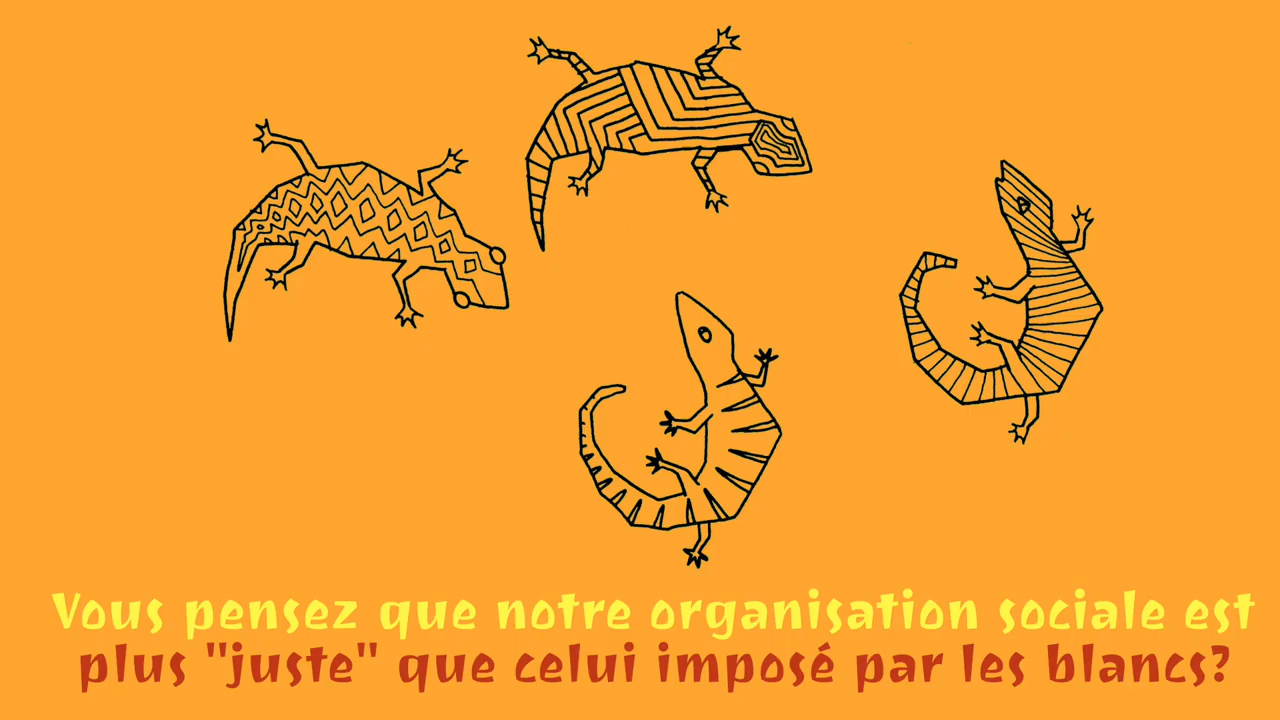 Vous pensez que notre organisation sociale est
plus "juste" que celui imposé par les blancs?